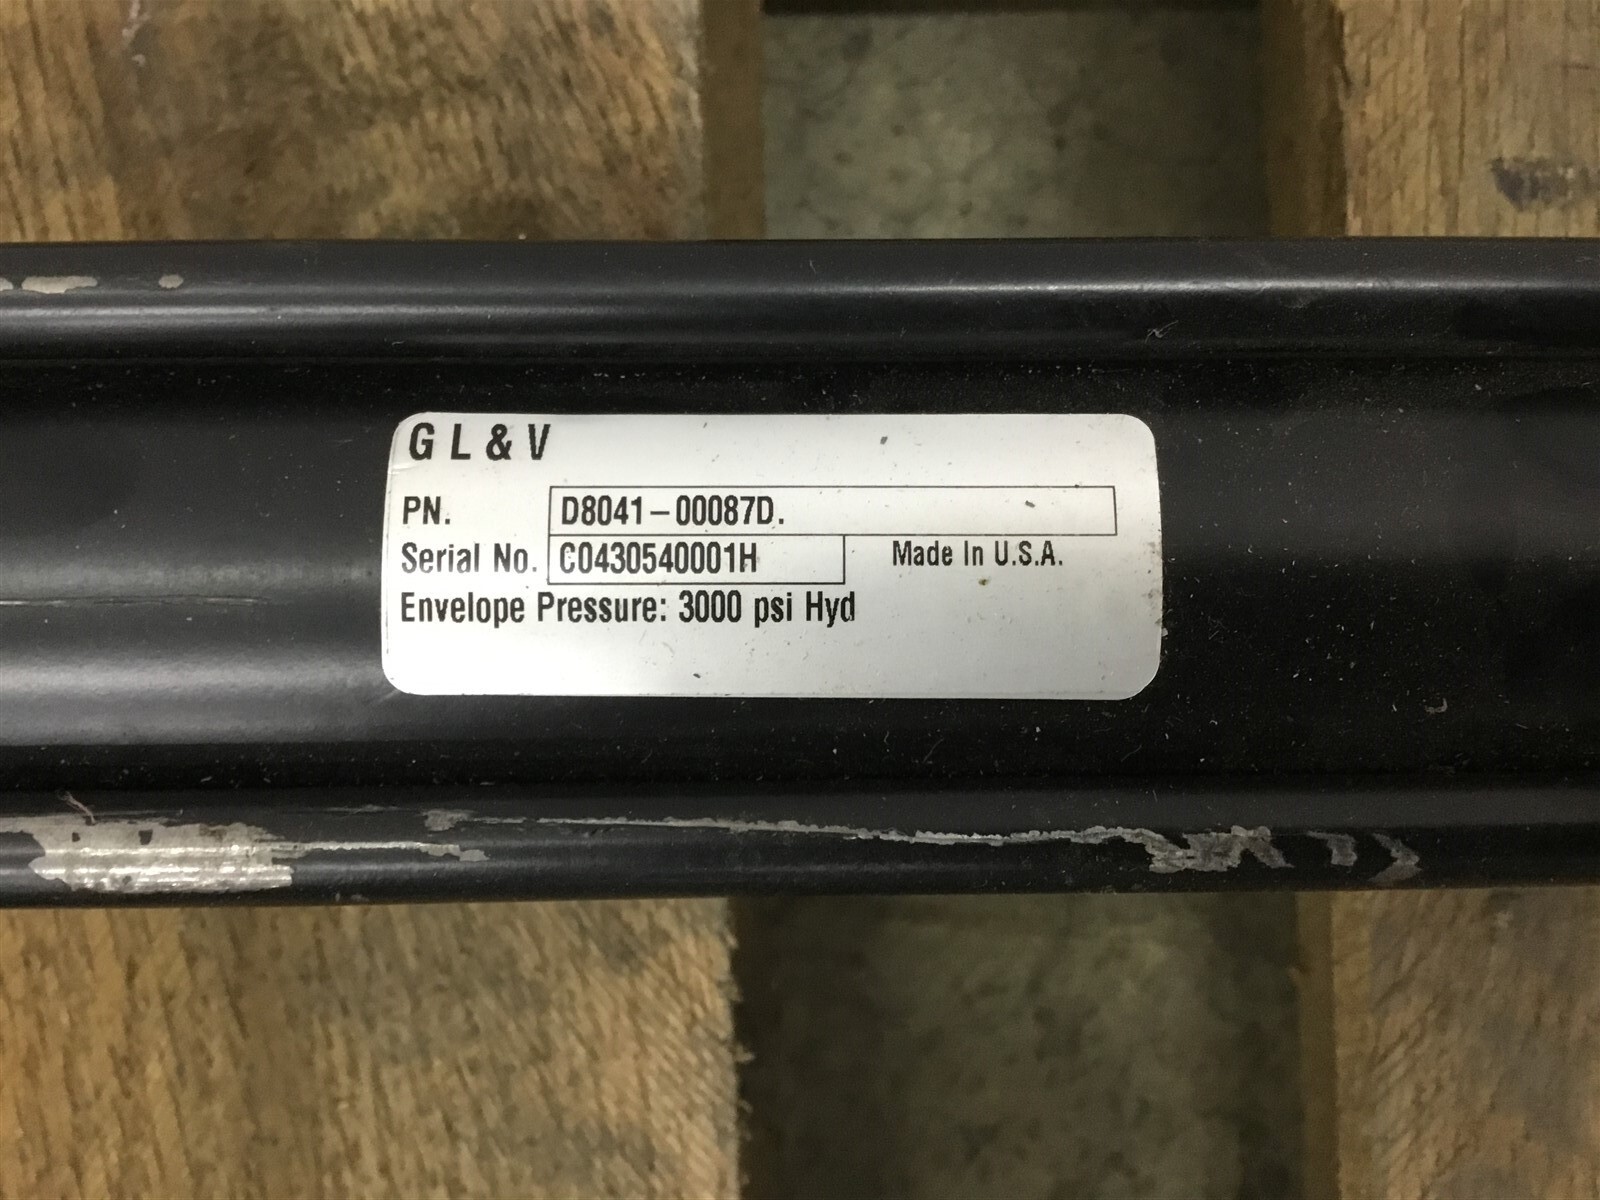 G L & V
PN. D8041-00087D.
Serial No. C0430540001H Made In U.S.A.
Envelope Pressure: 3000 psi Hyd